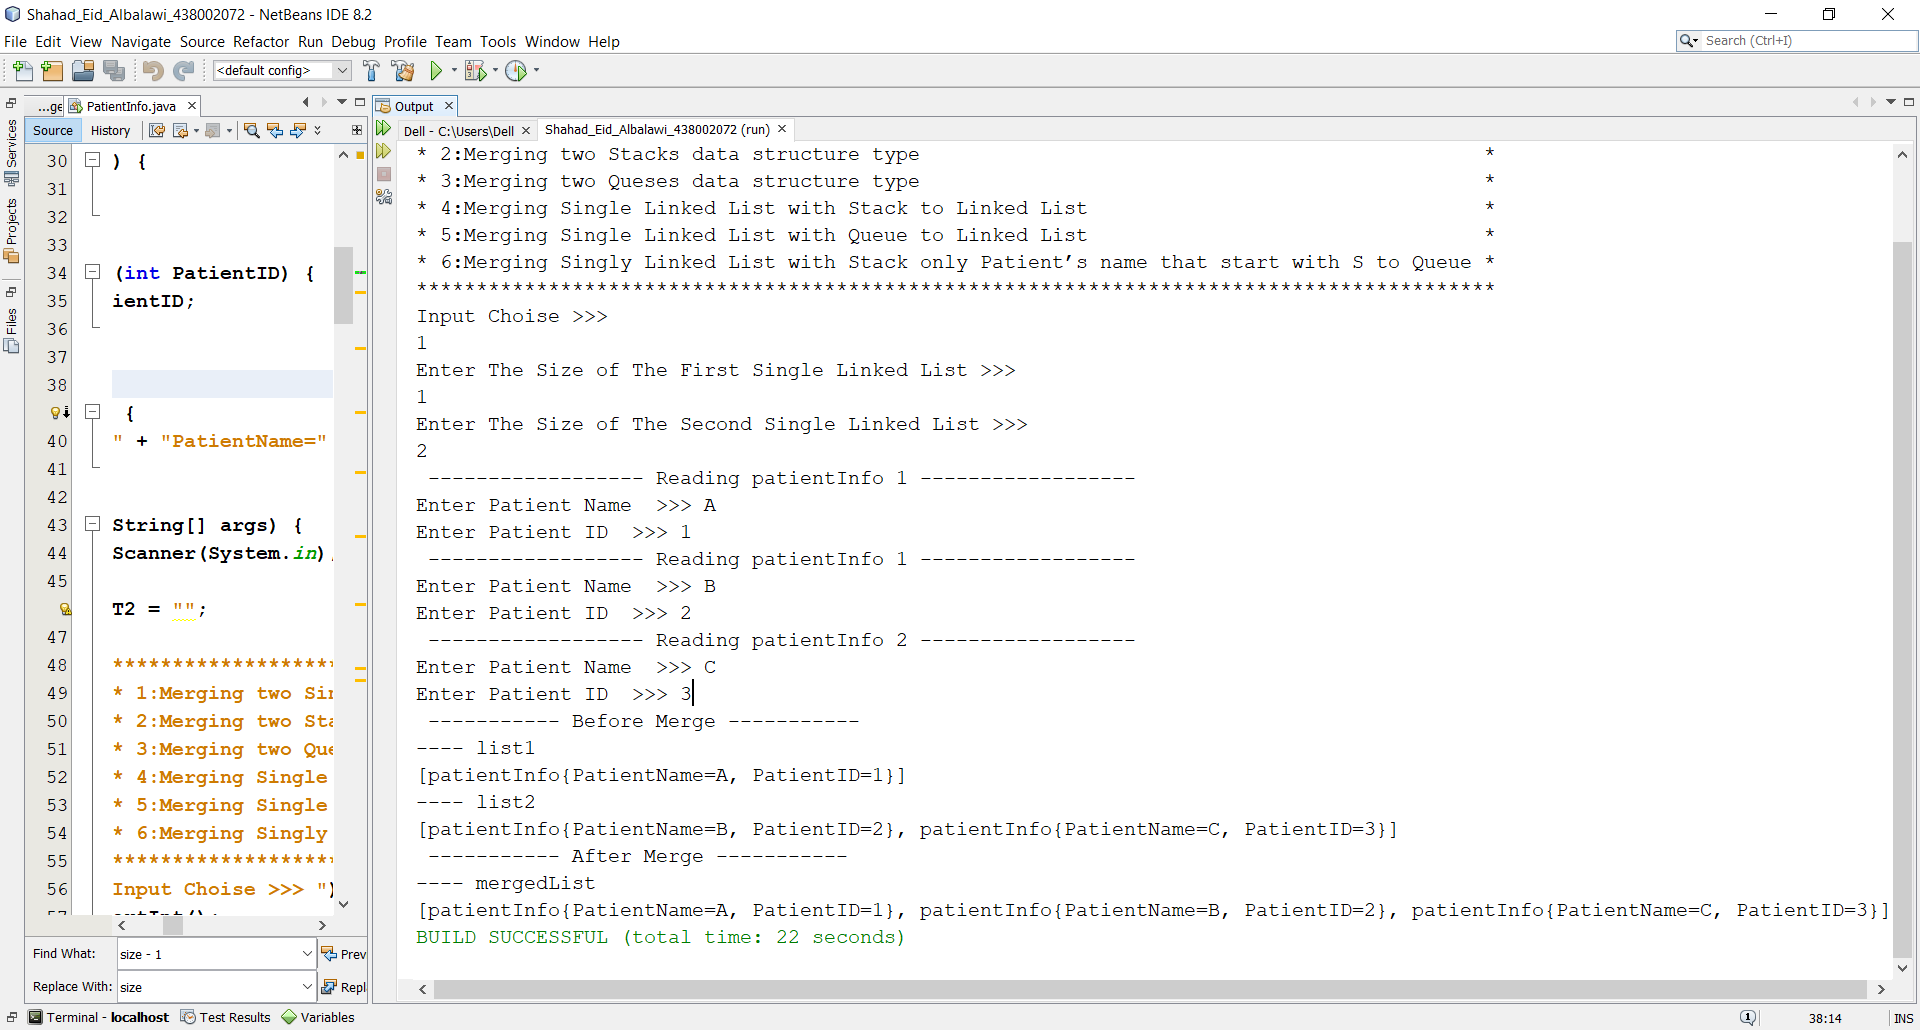 Shahad_Eid_Albalawi_438002072 - NetBeans IDE 8.2
File Edit View Navigate Source Refactor Run Debug Profile Team Tools Window Help
Search (Ctrl+I)
<default config>
...ge PatientInfo.java
Source History
Services
Projects
Files
30 ) {
31
32
33
34 (int PatientID) {
35 ientID;
36
37
38
{
40 " + "PatientName="
41
42
43 String[] args) {
44 Scanner(System.in)
45
T2 = "";
47
48 *******************
49 * 1:Merging two Sin
50 * 2:Merging two Sta
51 * 3:Merging two Que
52 * 4:Merging Single
53 * 5:Merging Single
54 * 6:Merging Singly
55 *******************
56 Input Choise >>> ")
Find What: size - 1 Prev
Replace With: size Repl
Output
Dell - C:\Users\Dell Shahad_Eid_Albalawi_438002072 (run)
* 2:Merging two Stacks data structure type *
* 3:Merging two Queses data structure type *
* 4:Merging Single Linked List with Stack to Linked List *
* 5:Merging Single Linked List with Queue to Linked List *
* 6:Merging Singly Linked List with Stack only Patient’s name that start with S to Queue *
******************************************************************************************
Input Choise >>>
1
Enter The Size of The First Single Linked List >>>
1
Enter The Size of The Second Single Linked List >>>
2
------------------ Reading patientInfo 1 ------------------
Enter Patient Name  >>> A
Enter Patient ID  >>> 1
------------------ Reading patientInfo 1 ------------------
Enter Patient Name  >>> B
Enter Patient ID  >>> 2
------------------ Reading patientInfo 2 ------------------
Enter Patient Name  >>> C
Enter Patient ID  >>> 3
----------- Before Merge -----------
---- list1
[patientInfo{PatientName=A, PatientID=1}]
---- list2
[patientInfo{PatientName=B, PatientID=2}, patientInfo{PatientName=C, PatientID=3}]
----------- After Merge -----------
---- mergedList
[patientInfo{PatientName=A, PatientID=1}, patientInfo{PatientName=B, PatientID=2}, patientInfo{PatientName=C, PatientID=3}]
BUILD SUCCESSFUL (total time: 22 seconds)
Terminal - localhost Test Results Variables
1 38:14 INS